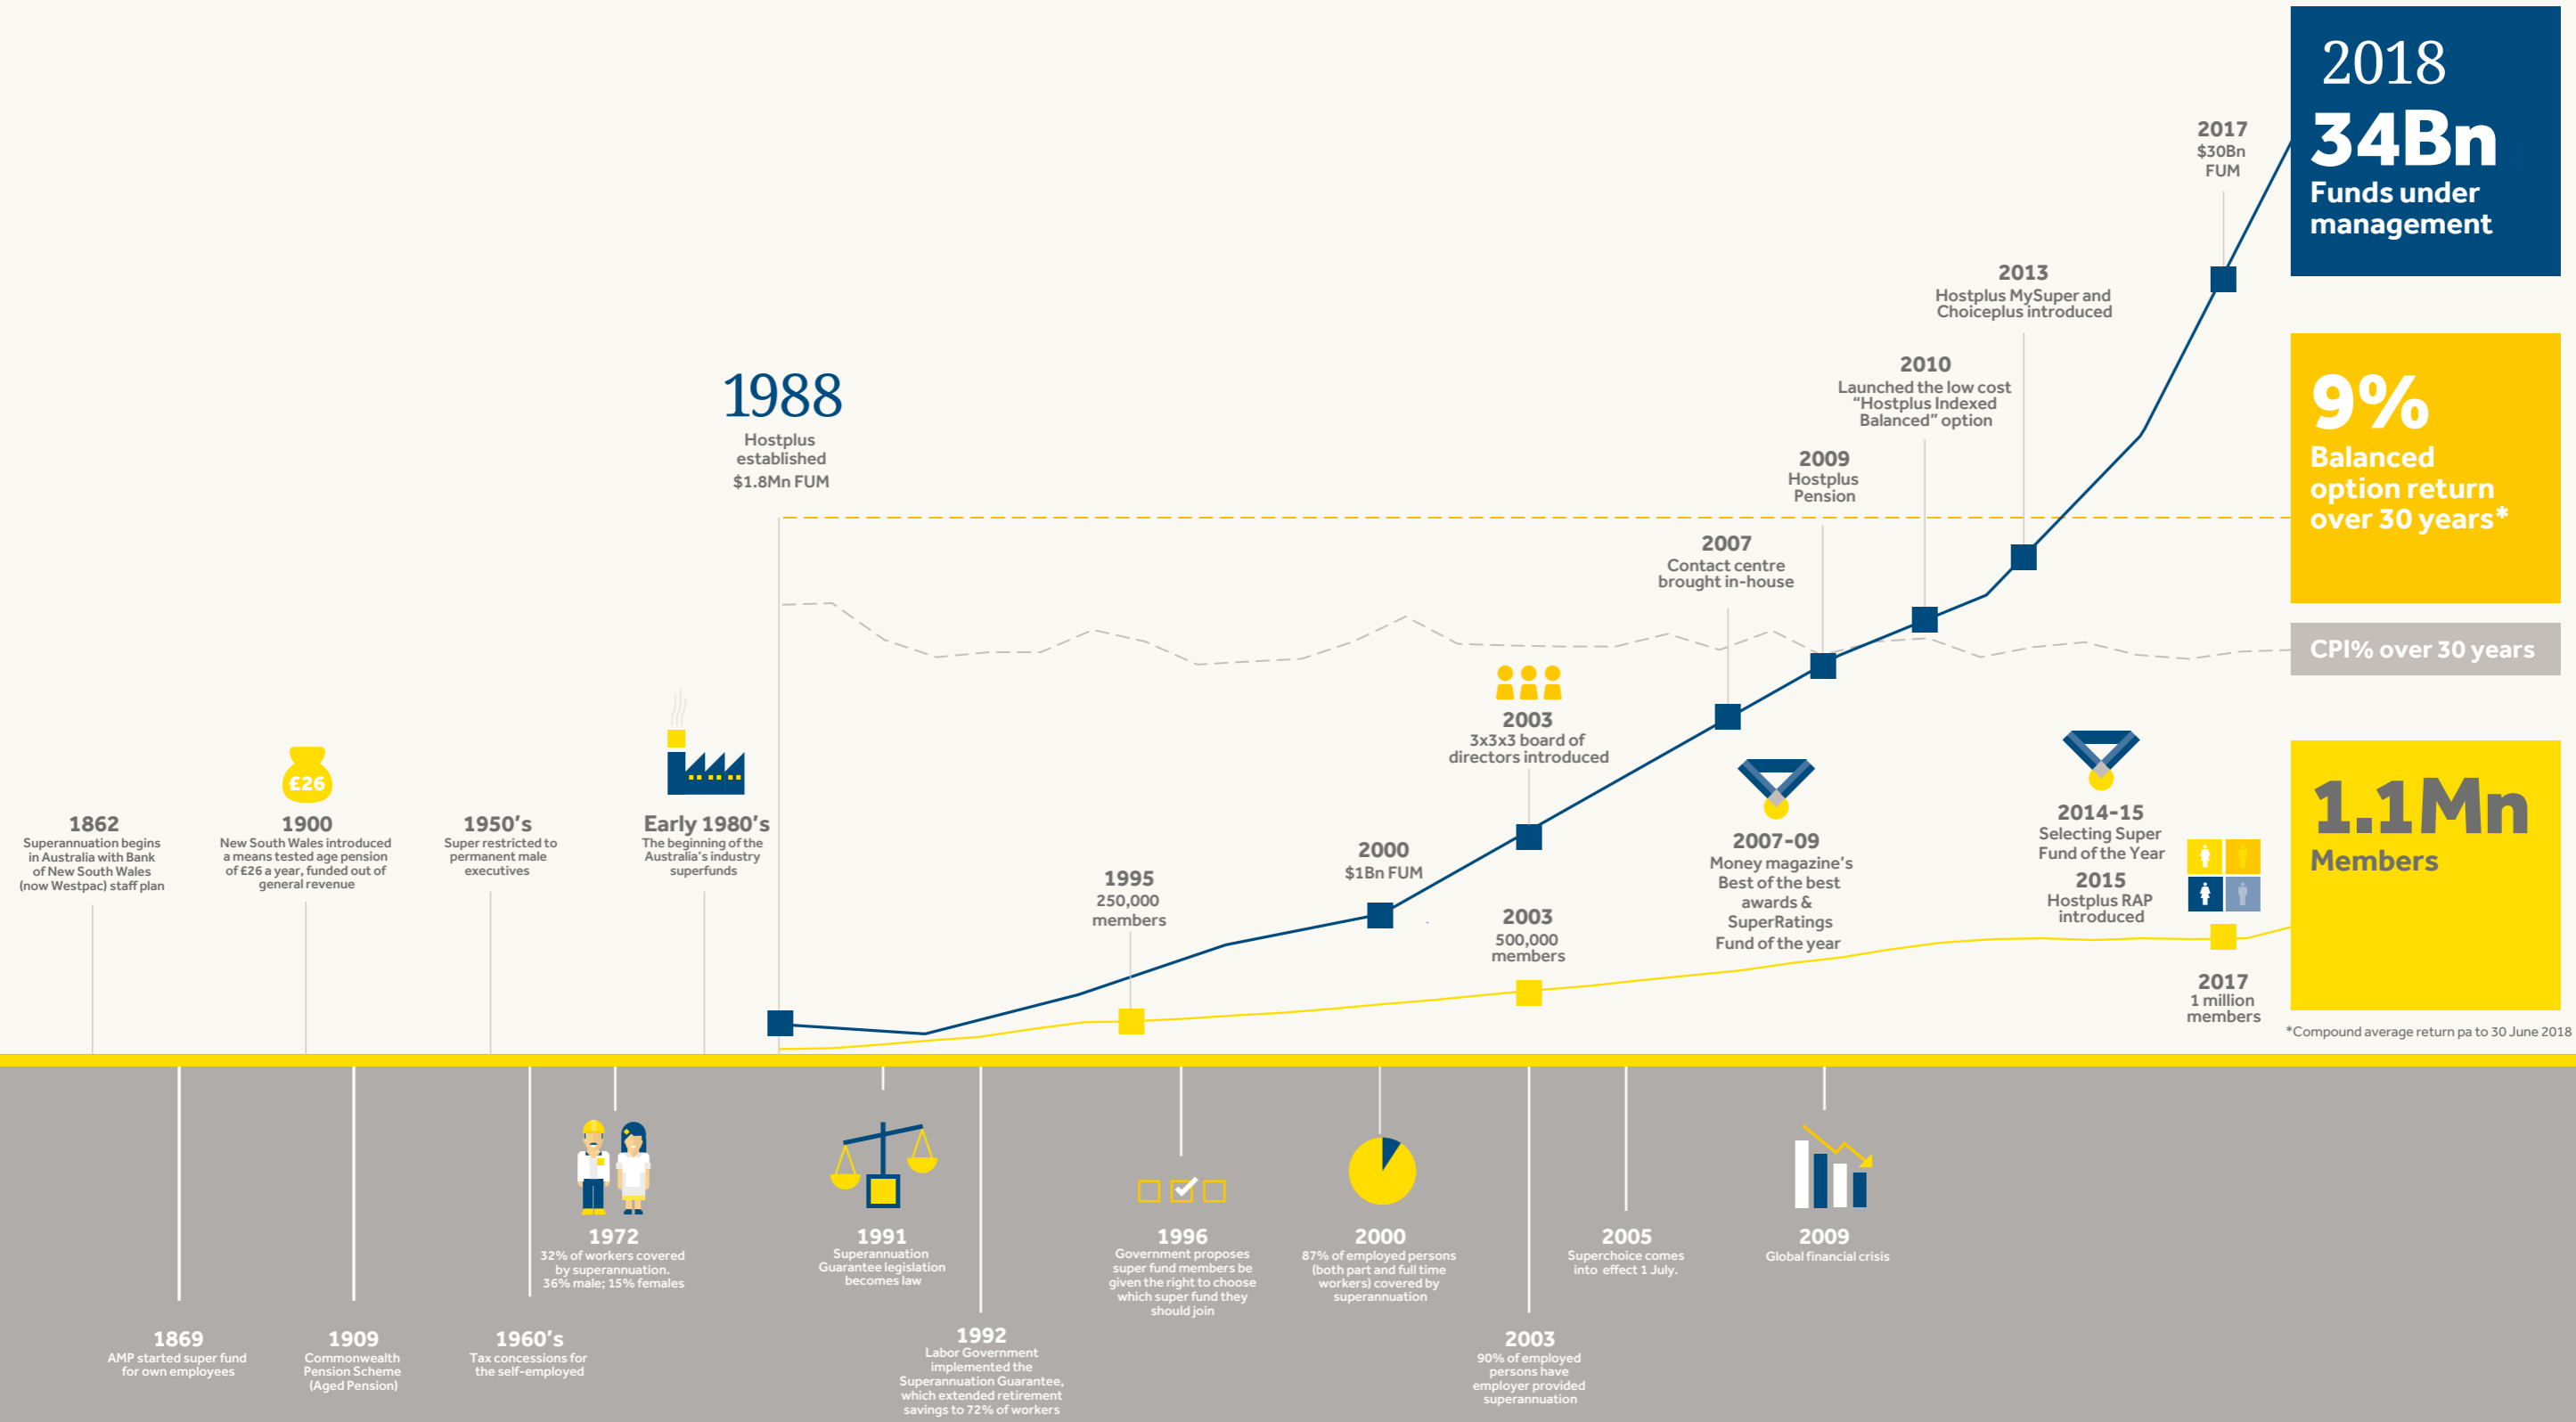 2018
34Bn
Funds under
management
2017
$30Bn
FUM
2013
Hostplus MySuper and
Choiceplus introduced
2010
Launched the low cost
“Hostplus Indexed
Balanced” option
9%
Balanced
option return
over 30 years*
1988
Hostplus
established
$1.8Mn FUM
2009
Hostplus
Pension
2007
Contact centre
brought in-house
CPI% over 30 years
2003
3x3x3 board of
directors introduced
£26
1862
Superannuation begins
in Australia with Bank
of New South Wales
(now Westpac) staff plan
1900
New South Wales introduced
a means tested age pension
of £26 a year, funded out of
general revenue
1950's
Super restricted to
permanent male
executives
Early 1980's
The beginning of the
Australia's industry
superfunds
1995
250,000
members
2000
$1Bn FUM
2003
500,000
members
2007-09
Money magazine's
Best of the best
awards &
SuperRatings
Fund of the year
2014-15
Selecting Super
Fund of the Year
2015
Hostplus RAP
introduced
1.1Mn
Members
2017
1 million
members
*Compound average return pa to 30 June 2018
1972
32% of workers covered
by superannuation.
36% male; 15% females
1991
Superannuation
Guarantee legislation
becomes law
1996
Government proposes
super fund members be
given the right to choose
which super fund they
should join
2000
87% of employed persons
(both part and full time
workers) covered by
superannuation
2005
Superchoice comes
into effect 1 July.
2009
Global financial crisis
1869
AMP started super fund
for own employees
1909
Commonwealth
Pension Scheme
(Aged Pension)
1960's
Tax concessions for
the self-employed
1992
Labor Government
implemented the
Superannuation Guarantee,
which extended retirement
savings to 72% of workers
2003
90% of employed
persons have
employer provided
superannuation